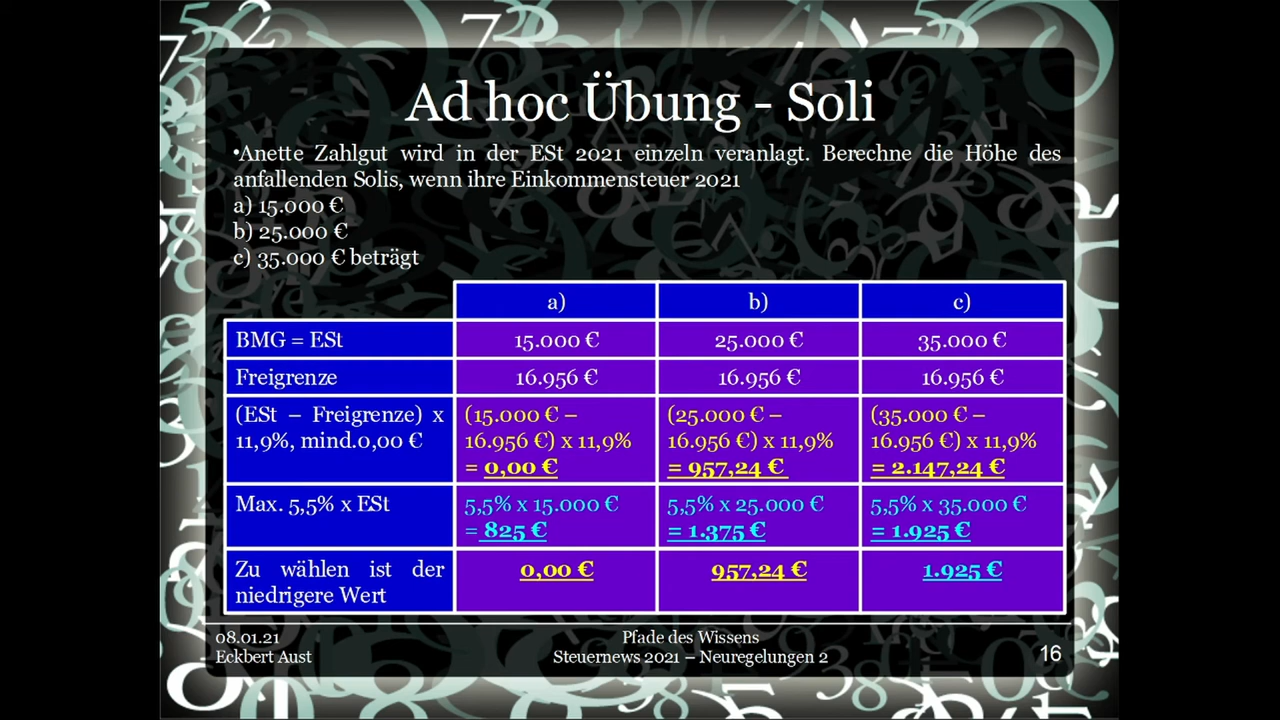 Ad hoc Übung - Soli
•Anette Zahlgut wird in der ESt 2021 einzeln veranlagt. Berechne die Höhe des
anfallenden Solis, wenn ihre Einkommensteuer 2021
a) 15.000 €
b) 25.000 €
c) 35.000 € beträgt
a) b) c)
BMG = ESt 15.000 € 25.000 € 35.000 €
Freigrenze 16.956 € 16.956 € 16.956 €
(ESt – Freigrenze) x (15.000 € – (25.000 € – (35.000 € –
11,9%, mind.0,00 € 16.956 €) x 11,9% 16.956 €) x 11,9% 16.956 €) x 11,9%
= 0,00 € = 957,24 € = 2.147,24 €
Max. 5,5% x ESt 5,5% x 15.000 € 5,5% x 25.000 € 5,5% x 35.000 €
= 825 € = 1.375 € = 1.925 €
Zu wählen ist der 0,00 € 957,24 € 1.925 €
niedrigere Wert
08.01.21 Pfade des Wissens
Eckbert Aust Steuernews 2021 – Neuregelungen 2 16